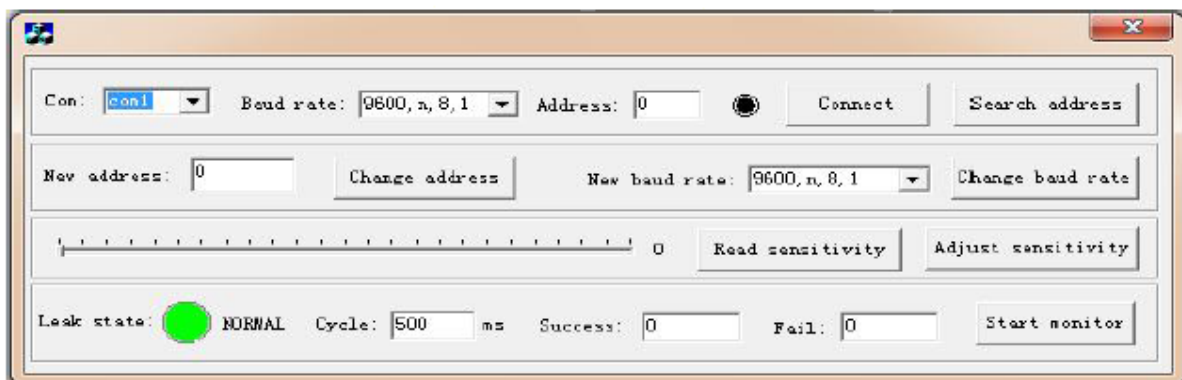 Con: con1 Baud rate: 9600,n,8,1 Address: 0 Connect Search address
New address: 0 Change address New baud rate: 9600,n,8,1 Change baud rate
0 Read sensitivity Adjust sensitivity
Leak state: NORMAL Cycle: 500 ms Success: 0 Fail: 0 Start monitor